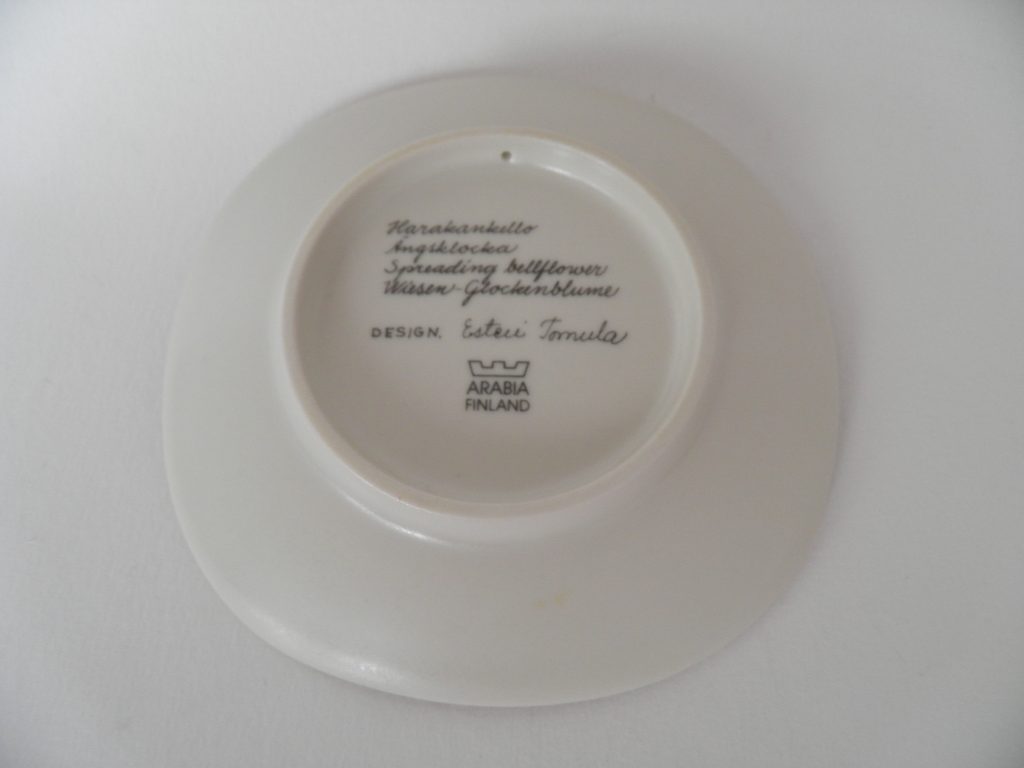 Harakankello
Ängsklocka
Spreading bellflower
Wiesen-Glockenblume
DESIGN. Esteri Tomula
ARABIA
FINLAND